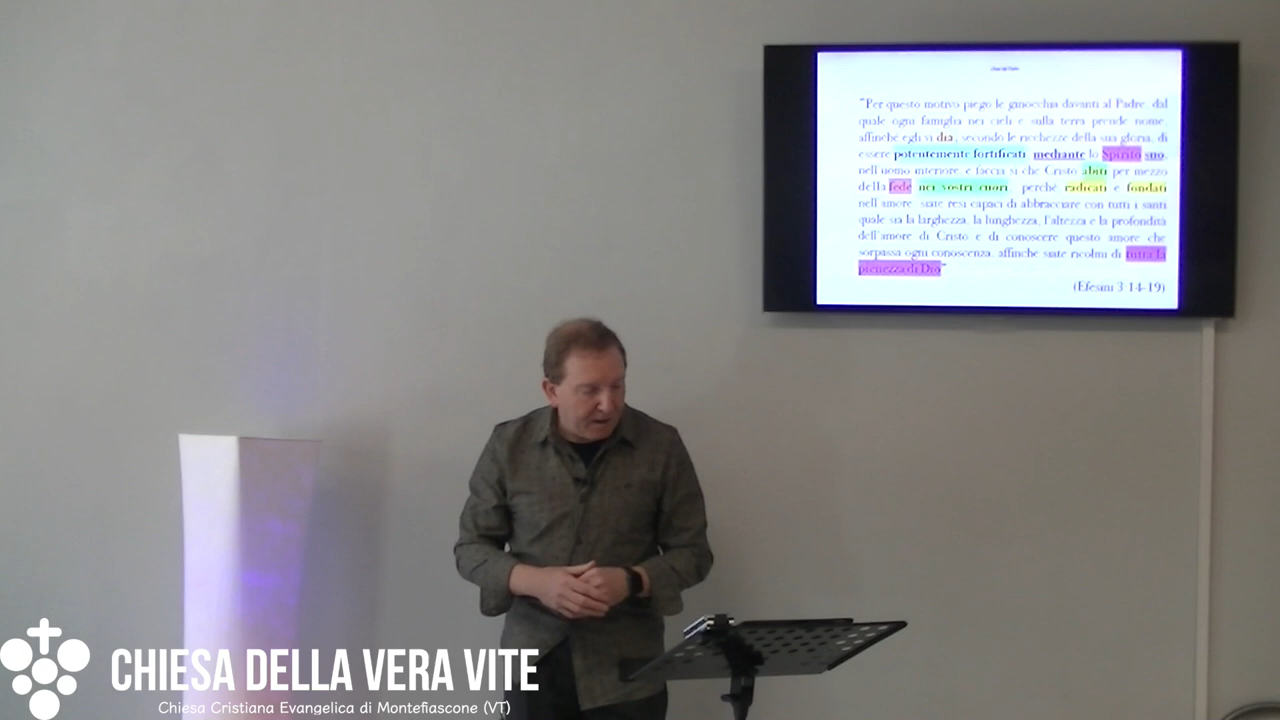 "Per questo motivo piego le ginocchia davanti al Padre, dal
quale ogni famiglia nei cieli e sulla terra prende nome,
affinché egli vi dia, secondo le ricchezze della sua gloria, di
essere potentemente fortificati mediante lo Spirito suo,
nell'uomo interiore, e faccia sì che Cristo abiti per mezzo
della fede nei vostri cuori, perché radicati e fondati
nell'amore, siate resi capaci di abbracciare con tutti i santi
quale sia la larghezza, la lunghezza, l'altezza e la profondità
dell'amore di Cristo e di conoscere questo amore che
sorpassa ogni conoscenza, affinché siate ricolmi di tutta la
pienezza di Dio"
(Efesini 3:14-19)
CHIESA DELLA VERA VITE
Chiesa Cristiana Evangelica di Montefiascone (VT)